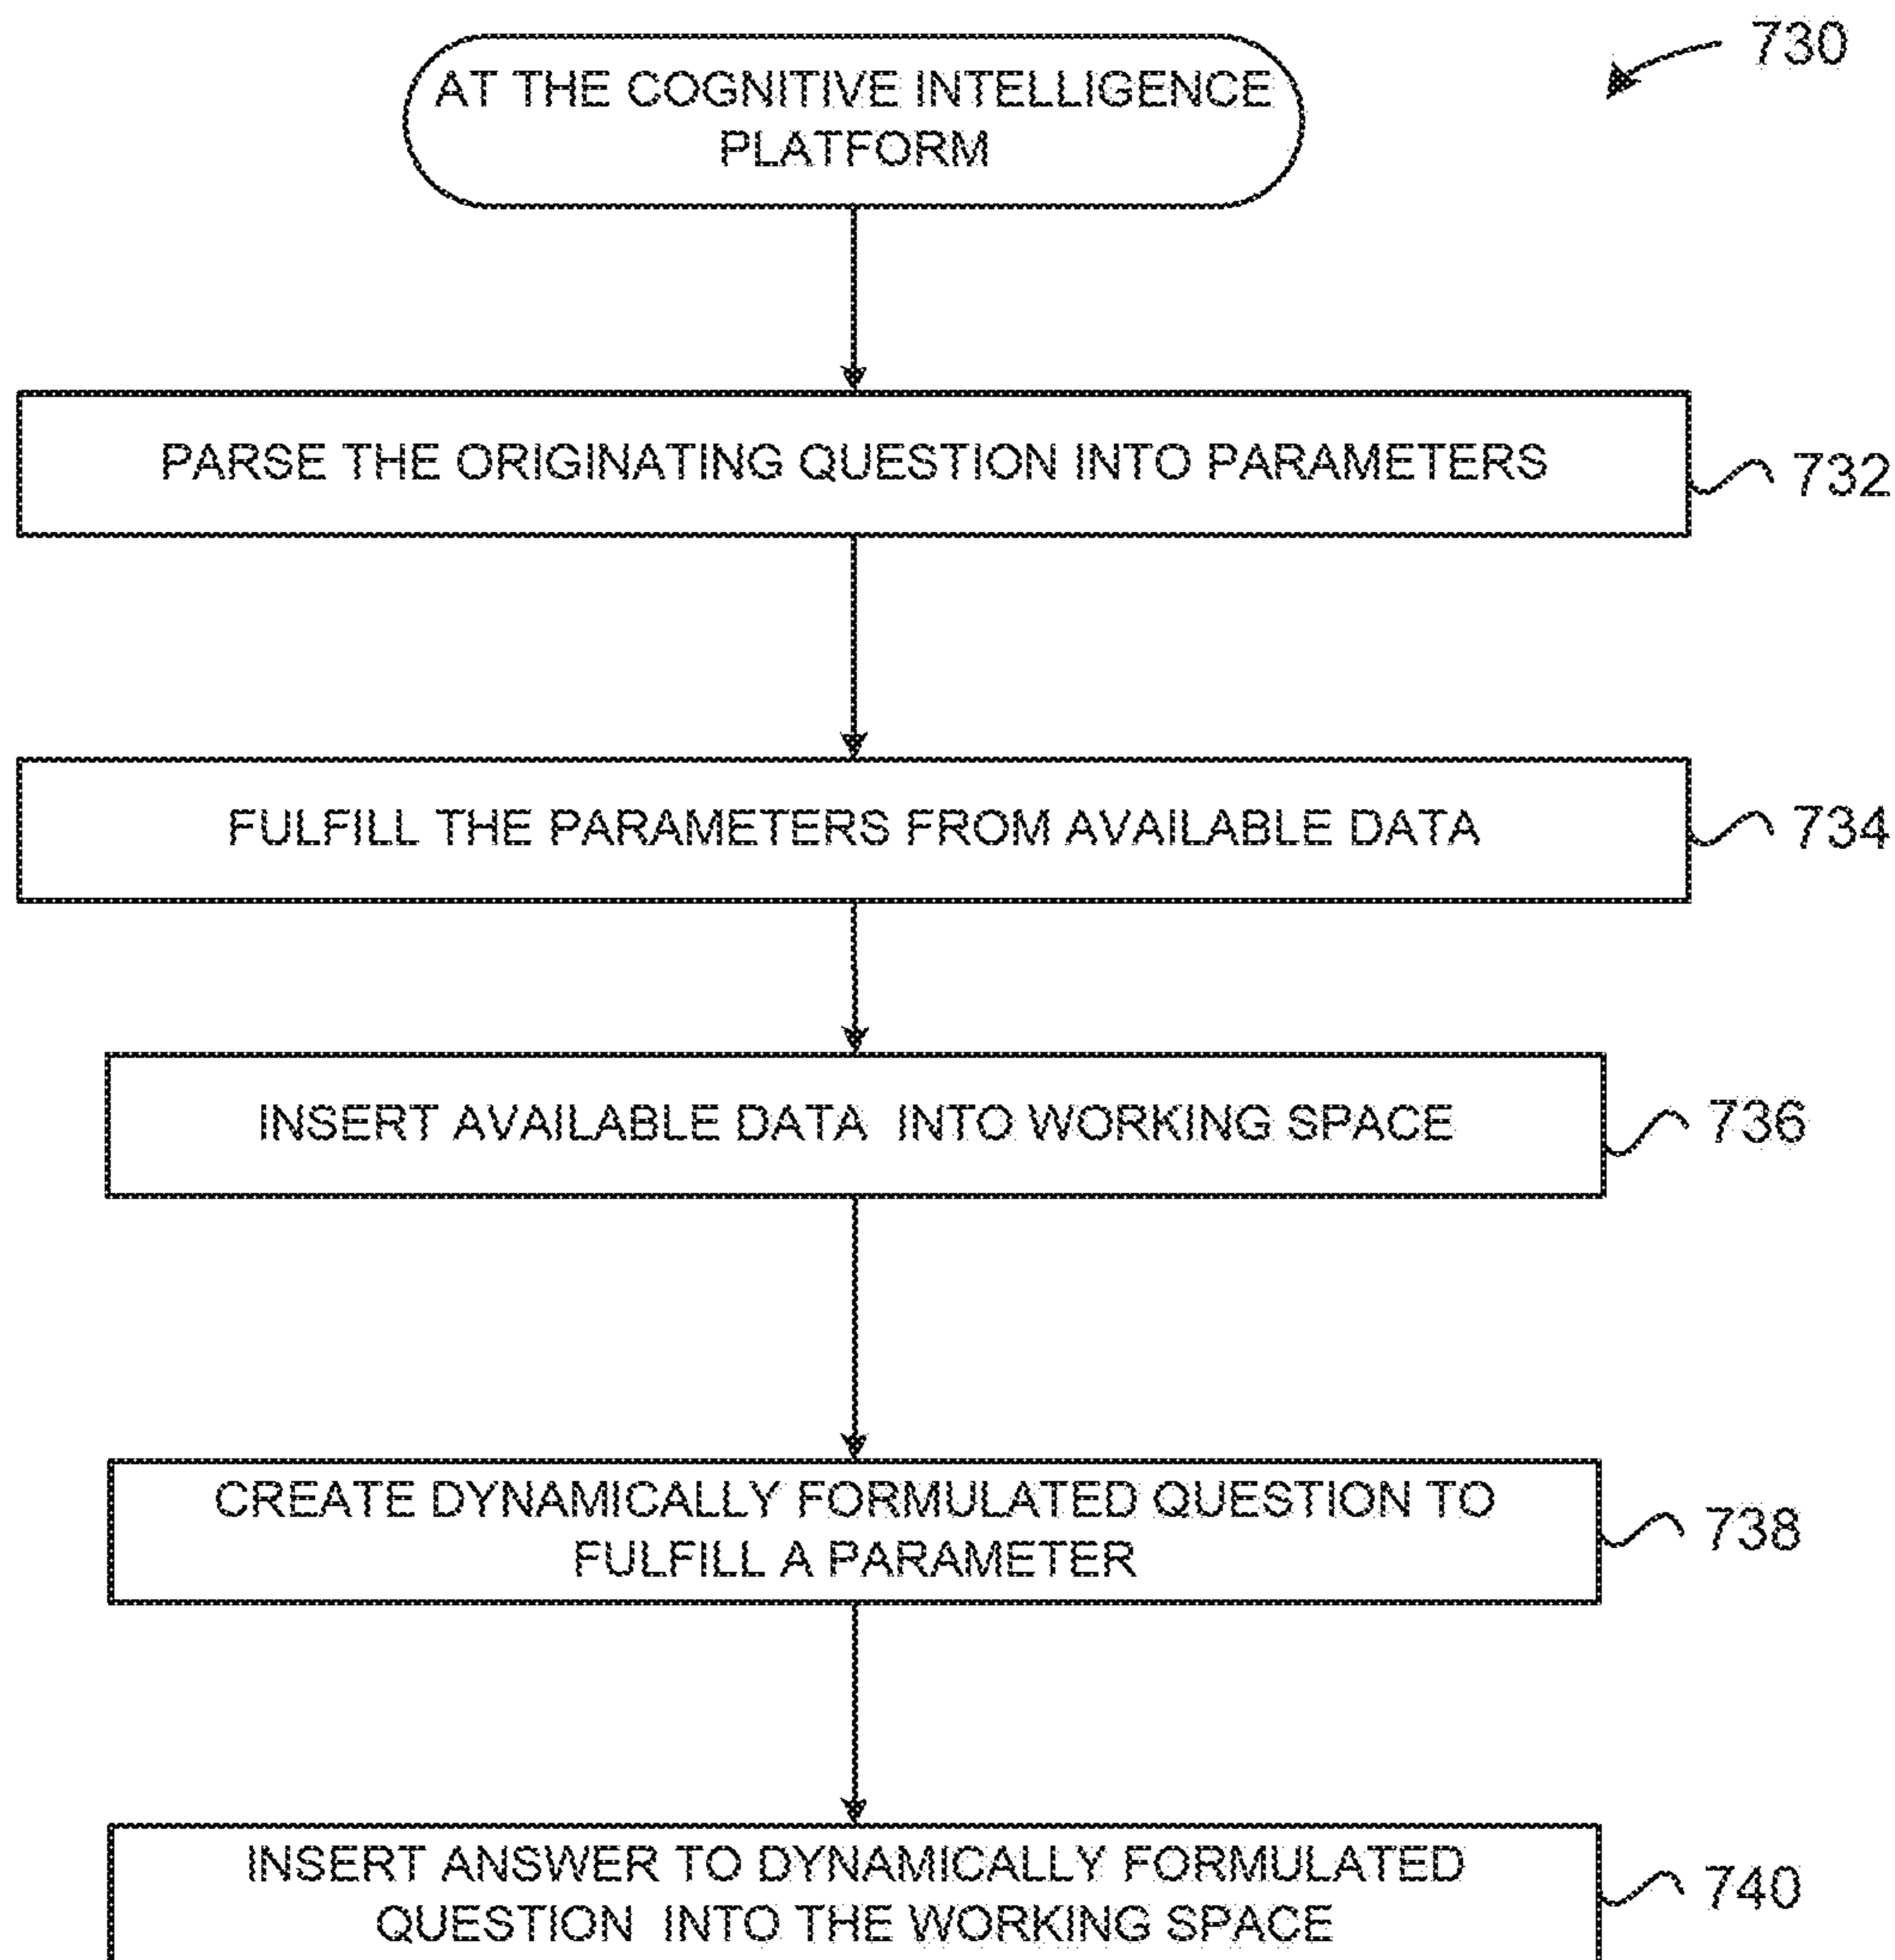 730
AT THE COGNITIVE INTELLIGENCE
PLATFORM
PARSE THE ORIGINATING QUESTION INTO PARAMETERS
732
FULFILL THE PARAMETERS FROM AVAILABLE DATA
734
INSERT AVAILABLE DATA INTO WORKING SPACE
736
CREATE DYNAMICALLY FORMULATED QUESTION TO
FULFILL A PARAMETER
738
INSERT ANSWER TO DYNAMICALLY FORMULATED
QUESTION INTO THE WORKING SPACE
740